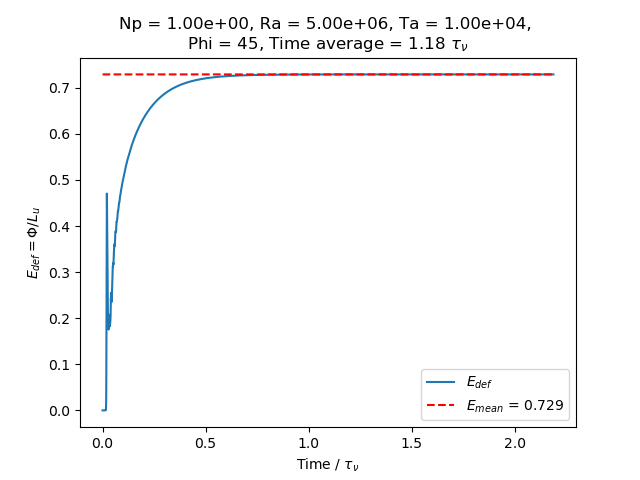 Np = 1.00e+00, Ra = 5.00e+06, Ta = 1.00e+04,
Phi = 45, Time average = 1.18 τν
0.7
0.6
0.5
0.4
0.3
0.2
0.1
0.0
E_def = Φ/L_u
0.0 0.5 1.0 1.5 2.0
Time / τν
E_def
E_mean = 0.729